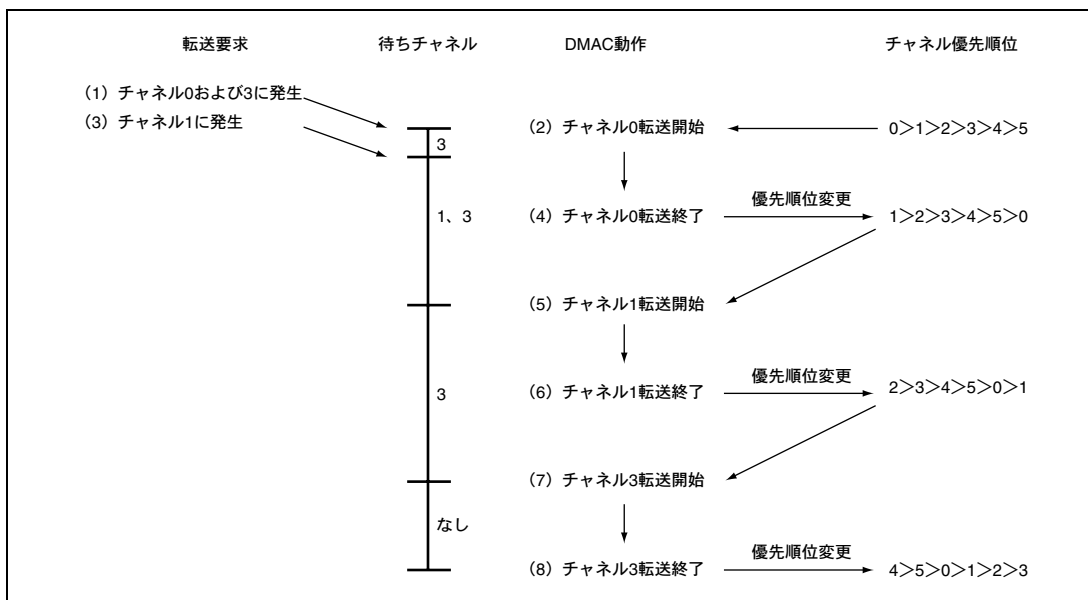 転送要求 待ちチャネル DMAC動作 チャネル優先順位
(1) チャネル0および3に発生
(3) チャネル1に発生
(2) チャネル0転送開始 0＞1＞2＞3＞4＞5
3
優先順位変更
1、3 (4) チャネル0転送終了 1＞2＞3＞4＞5＞0
(5) チャネル1転送開始
優先順位変更
3 (6) チャネル1転送終了 2＞3＞4＞5＞0＞1
(7) チャネル3転送開始
なし
優先順位変更
(8) チャネル3転送終了 4＞5＞0＞1＞2＞3